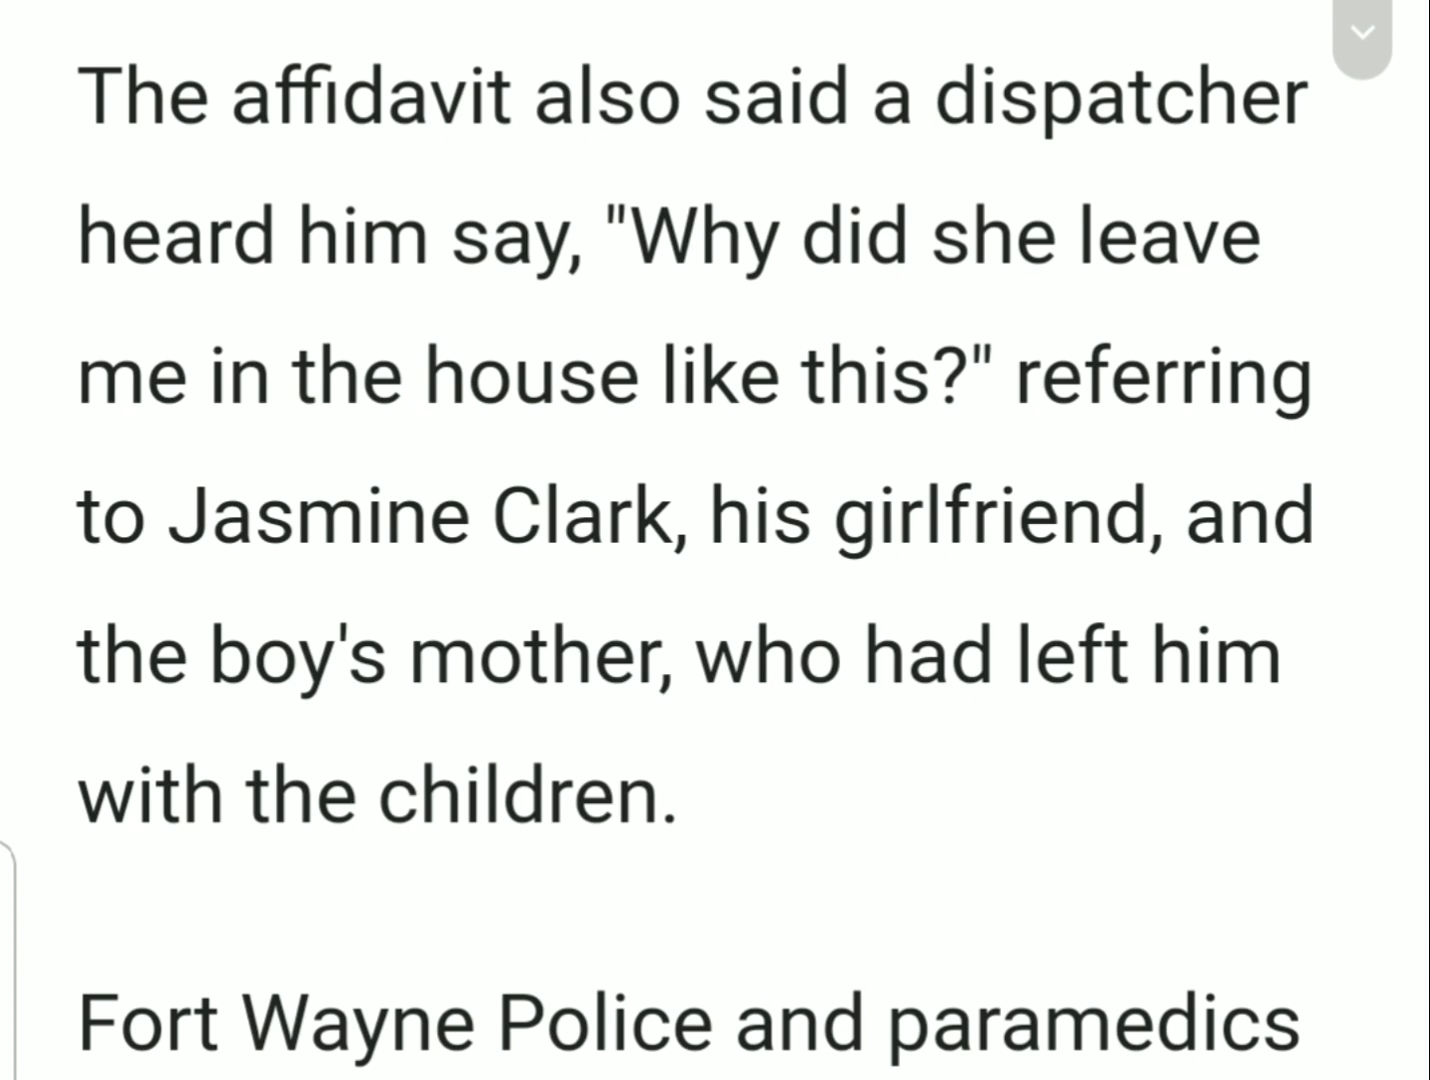 The affidavit also said a dispatcher
heard him say, "Why did she leave
me in the house like this?" referring
to Jasmine Clark, his girlfriend, and
the boy's mother, who had left him
with the children.
Fort Wayne Police and paramedics